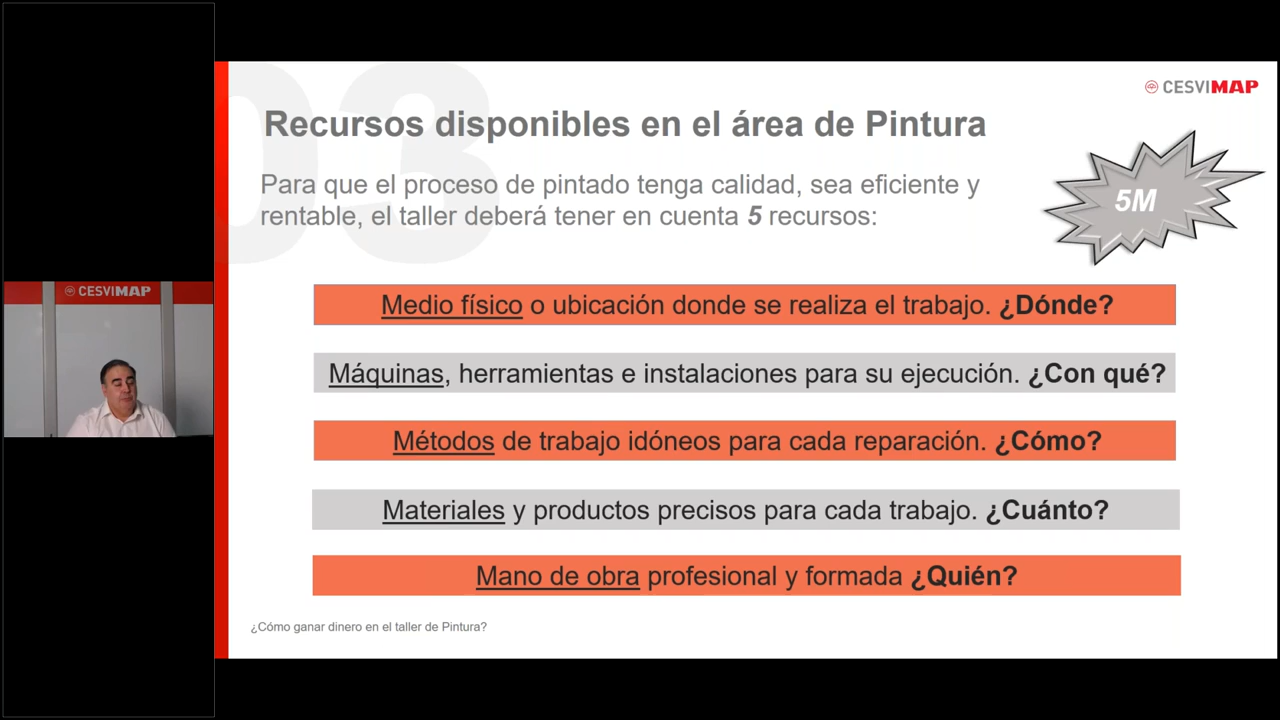 CESVIMAP
Recursos disponibles en el área de Pintura
Para que el proceso de pintado tenga calidad, sea eficiente y
rentable, el taller deberá tener en cuenta 5 recursos:
5M
03
Medio físico o ubicación donde se realiza el trabajo. ¿Dónde?
Máquinas, herramientas e instalaciones para su ejecución. ¿Con qué?
Métodos de trabajo idóneos para cada reparación. ¿Cómo?
Materiales y productos precisos para cada trabajo. ¿Cuánto?
Mano de obra profesional y formada ¿Quién?
¿Cómo ganar dinero en el taller de Pintura?
CESVIMAP